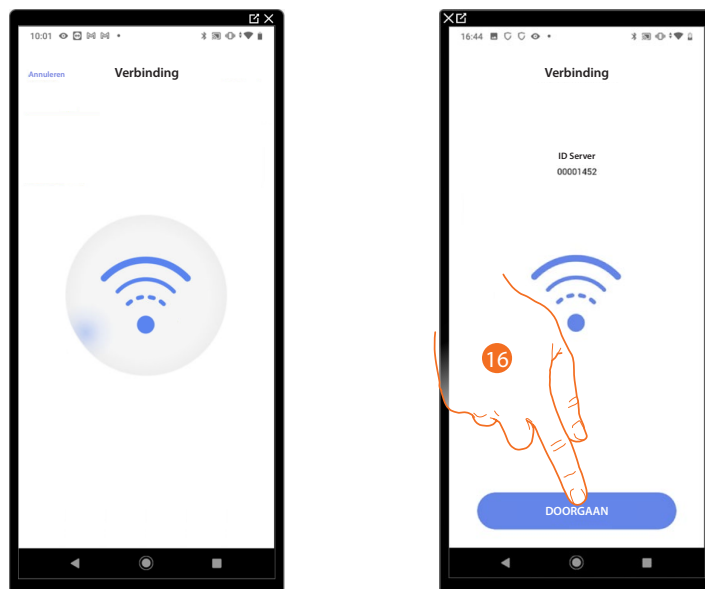 10:01
Annuleren
Verbinding
16:44
Verbinding
ID Server
00001452
16
DOORGAAN